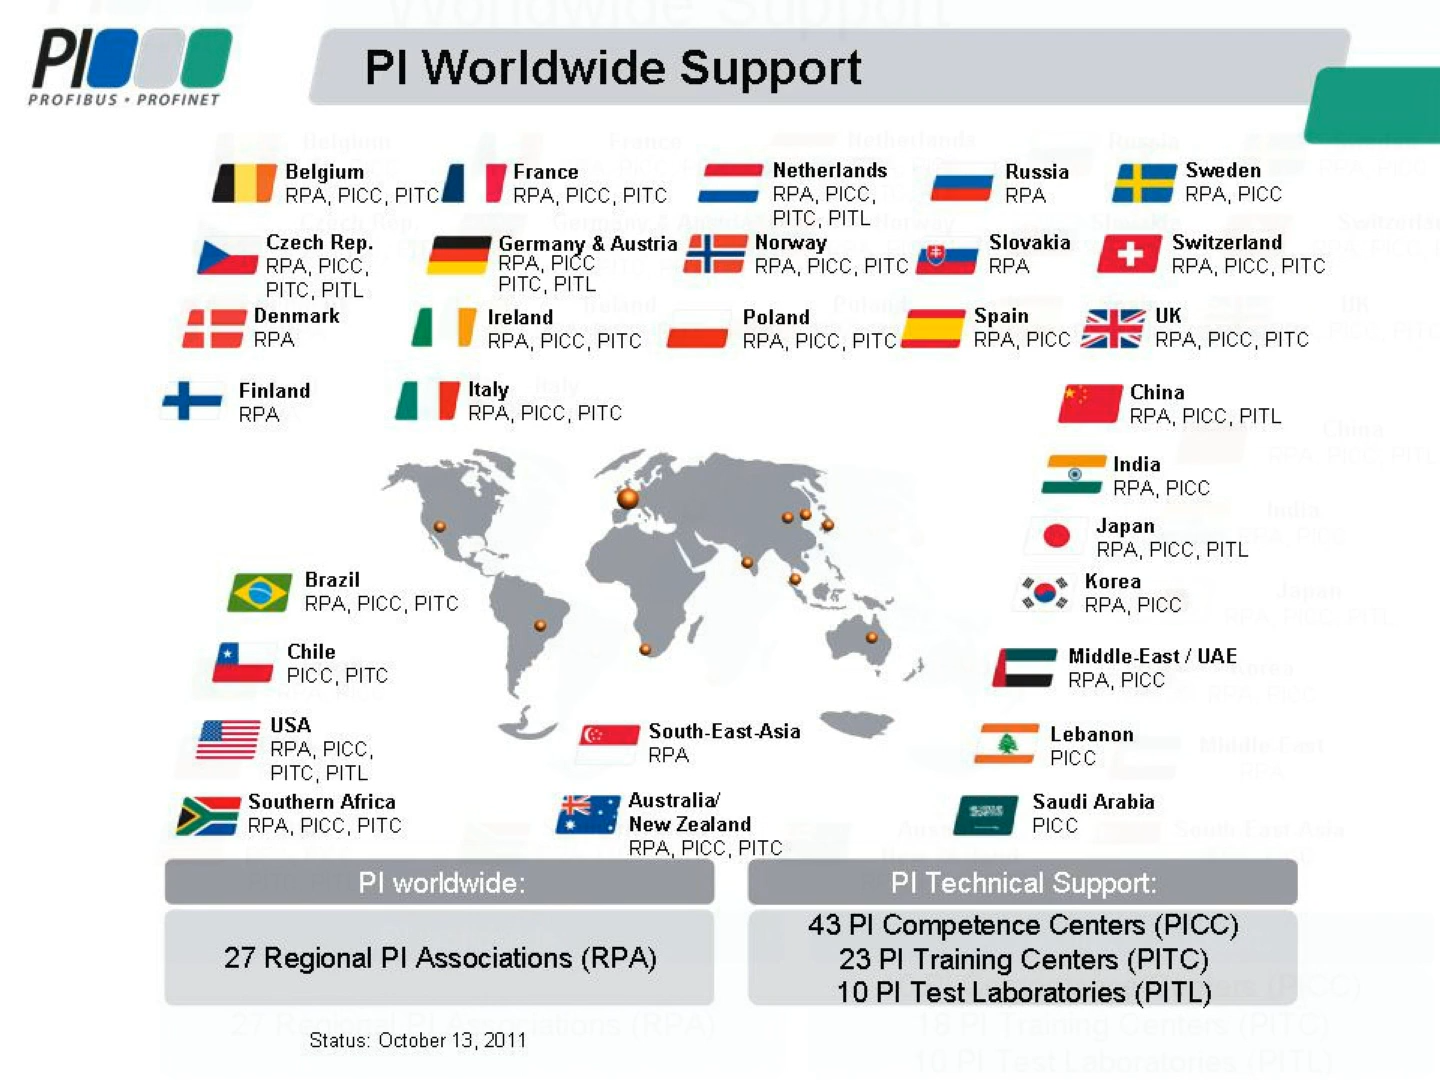 PI
PROFIBUS • PROFINET
PI Worldwide Support
Belgium
RPA, PICC, PITC
France
RPA, PICC, PITC
Netherlands
RPA, PICC,
PITC, PITL
Russia
RPA
Sweden
RPA, PICC
Czech Rep.
RPA, PICC,
PITC, PITL
Germany & Austria
RPA, PICC
PITC, PITL
Norway
RPA, PICC, PITC
Slovakia
RPA
Switzerland
RPA, PICC, PITC
Denmark
RPA
Ireland
RPA, PICC, PITC
Poland
RPA, PICC, PITC
Spain
RPA, PICC
UK
RPA, PICC, PITC
Finland
RPA
Italy
RPA, PICC, PITC
China
RPA, PICC, PITL
India
RPA, PICC
Japan
RPA, PICC, PITL
Brazil
RPA, PICC, PITC
Korea
RPA, PICC
Chile
PICC, PITC
Middle-East / UAE
RPA, PICC
USA
RPA, PICC,
PITC, PITL
South-East-Asia
RPA
Lebanon
PICC
Southern Africa
RPA, PICC, PITC
Australia/
New Zealand
RPA, PICC, PITC
Saudi Arabia
PICC
PI worldwide:
27 Regional PI Associations (RPA)
PI Technical Support:
43 PI Competence Centers (PICC)
23 PI Training Centers (PITC)
10 PI Test Laboratories (PITL)
Status: October 13, 2011